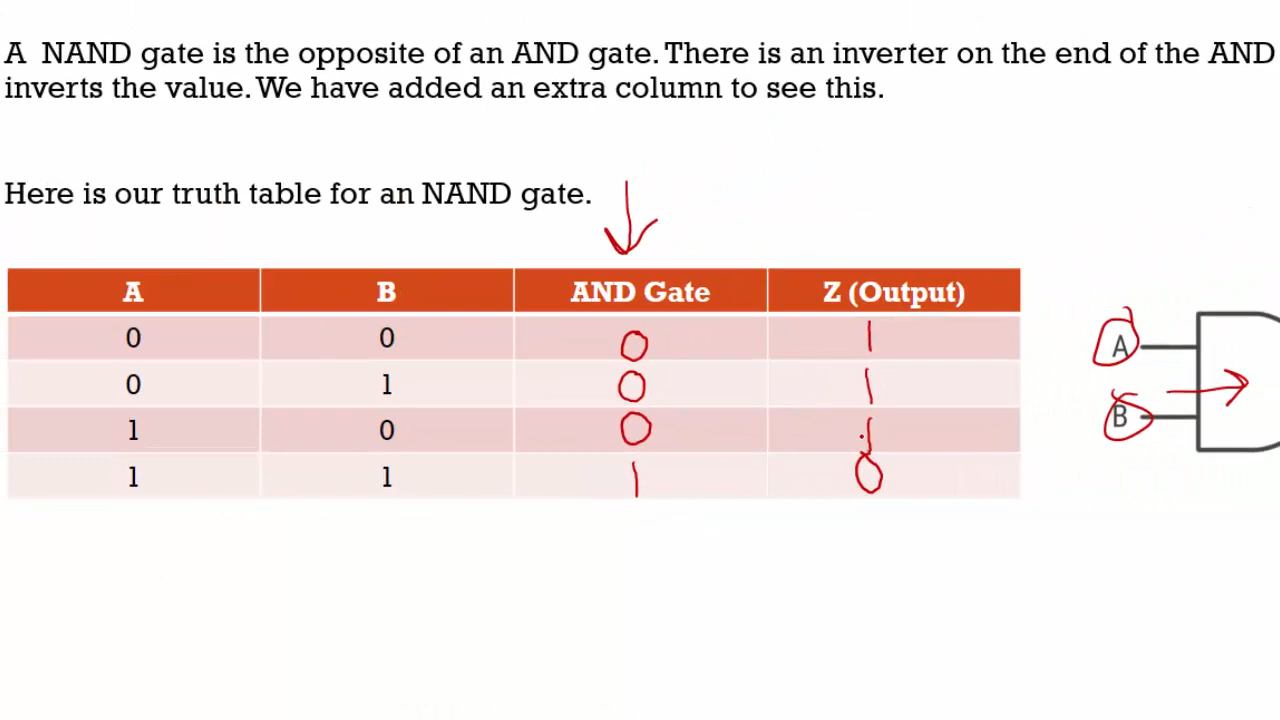 A NAND gate is the opposite of an AND gate. There is an inverter on the end of the AND
inverts the value. We have added an extra column to see this.
Here is our truth table for an NAND gate.
A B AND Gate Z (Output)
0 0 0 1
0 1 0 1
1 0 0 1
1 1 1 0
A
B